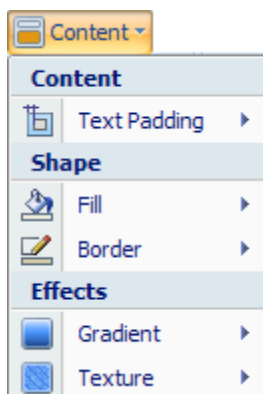 Content
Content
Text Padding
Shape
Fill
Border
Effects
Gradient
Texture